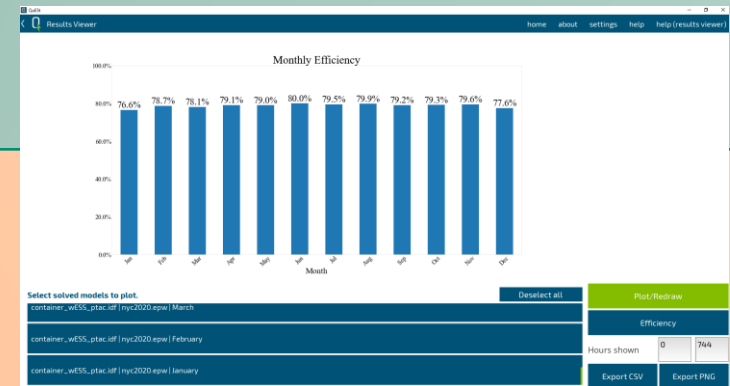 QuESt
Results Viewer home about settings help help (results viewer)
Monthly Efficiency
100.0%
80.0%
60.0%
40.0%
20.0%
0.0%
76.6% 78.7% 78.1% 79.1% 79.0% 80.0% 79.5% 79.9% 79.2% 79.3% 79.6% 77.6%
Jan Feb Mar Apr May Jun Jul Aug Sep Oct Nov Dec
Month
Select solved models to plot. Deselect all
container_wESS_ptac.idf | nyc2020.epw | March
container_wESS_ptac.idf | nyc2020.epw | February
container_wESS_ptac.idf | nyc2020.epw | January
Plot/Redraw
Efficiency
Hours shown 0 744
Export CSV Export PNG